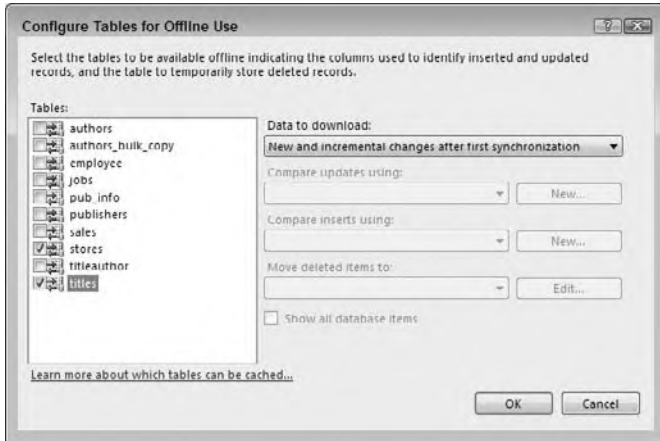 Configure Tables for Offline Use
Select the tables to be available offline indicating the columns used to identify inserted and updated
records, and the table to temporarily store deleted records.
Tables:
authors
authors_bulk_copy
employee
jobs
pub_info
publishers
sales
stores
titleauthor
titles
Data to download:
New and incremental changes after first synchronization
Compare updates using:
New...
Compare inserts using:
New...
Move deleted items to:
Edit...
Show all database items
Learn more about which tables can be cached...
OK
Cancel